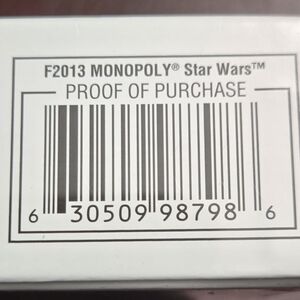 F2013 MONOPOLY® Star Wars™
PROOF OF PURCHASE
6 30509 98798 6